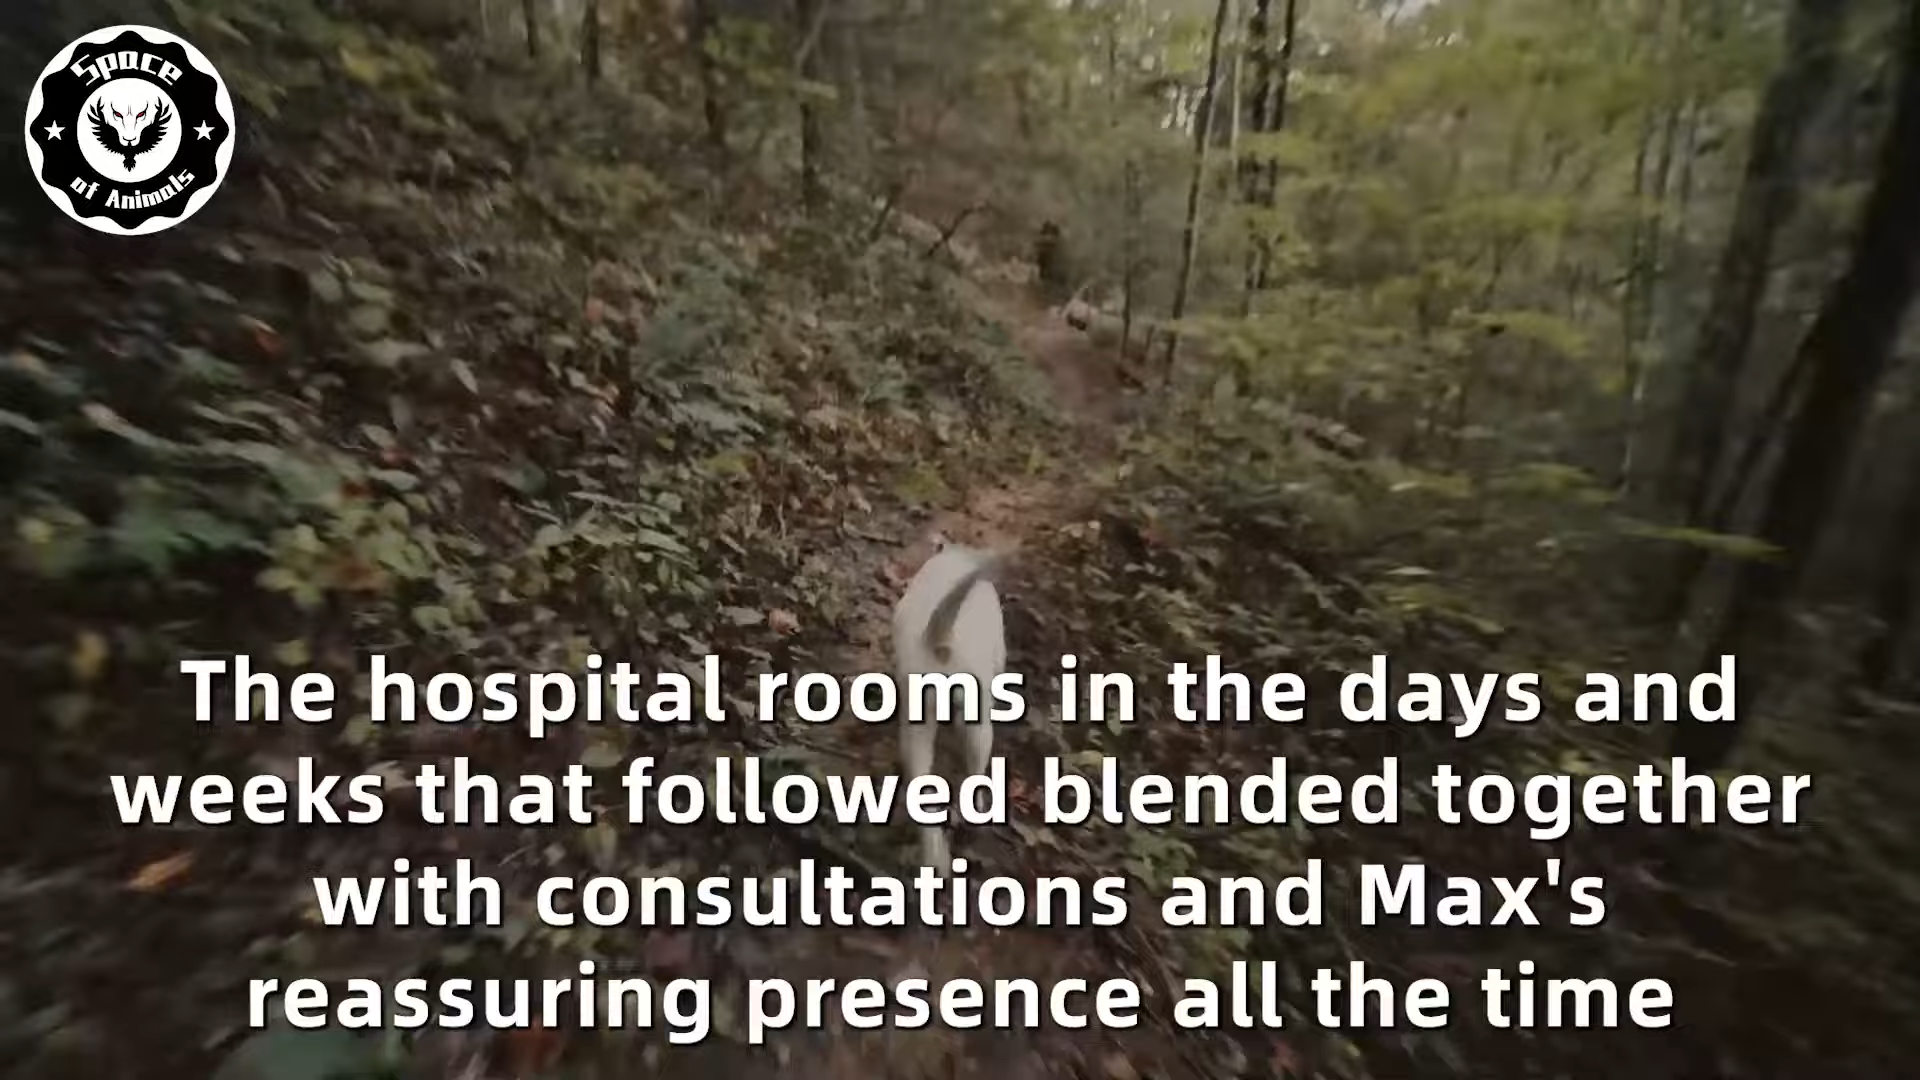 Space
of Animals
The hospital rooms in the days and
weeks that followed blended together
with consultations and Max's
reassuring presence all the time